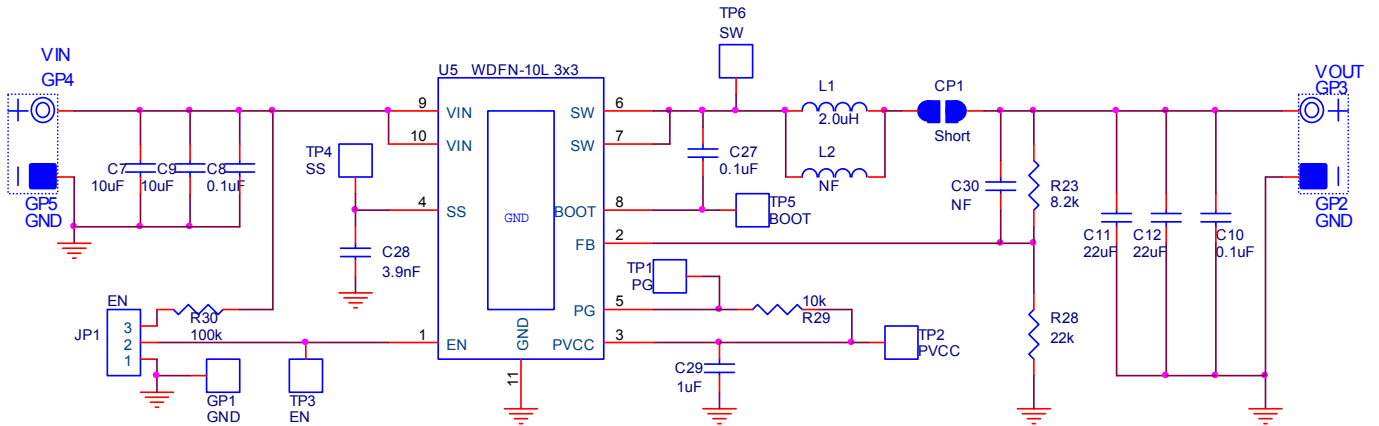 TP6
SW
VIN
GP4
U5 WDFN-10L 3x3
VOUT
GP3
L1
2.0uH
CP1
Short
9
VIN
10
VIN
SW
6
SW
7
+
+
C7
10uF
C9
10uF
C8
0.1uF
TP4
SS
C27
0.1uF
L2
NF
C30
NF
R23
8.2k
GP5
GND
4
SS
GND
BOOT
8
TP5
BOOT
GP2
GND
FB
2
C11
22uF
C12
22uF
C10
0.1uF
C28
3.9nF
TP1
PG
EN
R30
100k
PG
5
10k
R29
R28
22k
JP1
3
2
1
1
EN
GND
PVCC
3
TP2
PVCC
C29
1uF
11
GP1
GND
TP3
EN